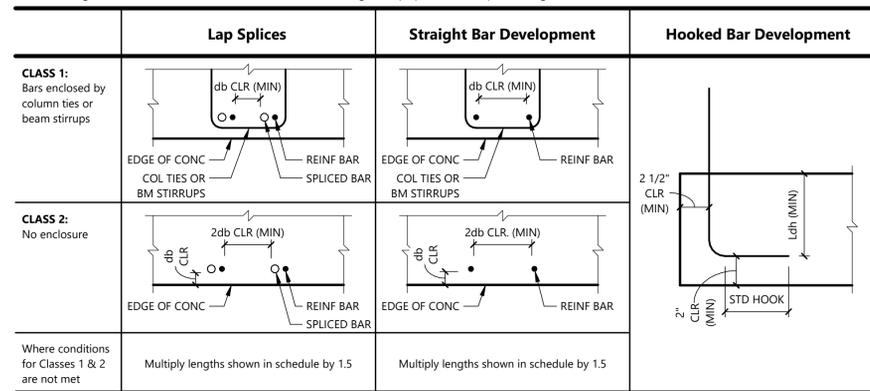 Lap Splices
Straight Bar Development
Hooked Bar Development
CLASS 1:
Bars enclosed by
column ties or
beam stirrups
db CLR (MIN)
EDGE OF CONC
REINF BAR
COL TIES OR
BM STIRRUPS
SPLICED BAR
db CLR (MIN)
EDGE OF CONC
REINF BAR
COL TIES OR
BM STIRRUPS
2 1/2"
CLR
(MIN)
Ldh (MIN)
STD HOOK
2"
CLR
(MIN)
CLASS 2:
No enclosure
2db CLR (MIN)
db
CLR
EDGE OF CONC
REINF BAR
SPLICED BAR
2db CLR. (MIN)
db
CLR
EDGE OF CONC
REINF BAR
Where conditions
for Classes 1 & 2
are not met
Multiply lengths shown in schedule by 1.5
Multiply lengths shown in schedule by 1.5